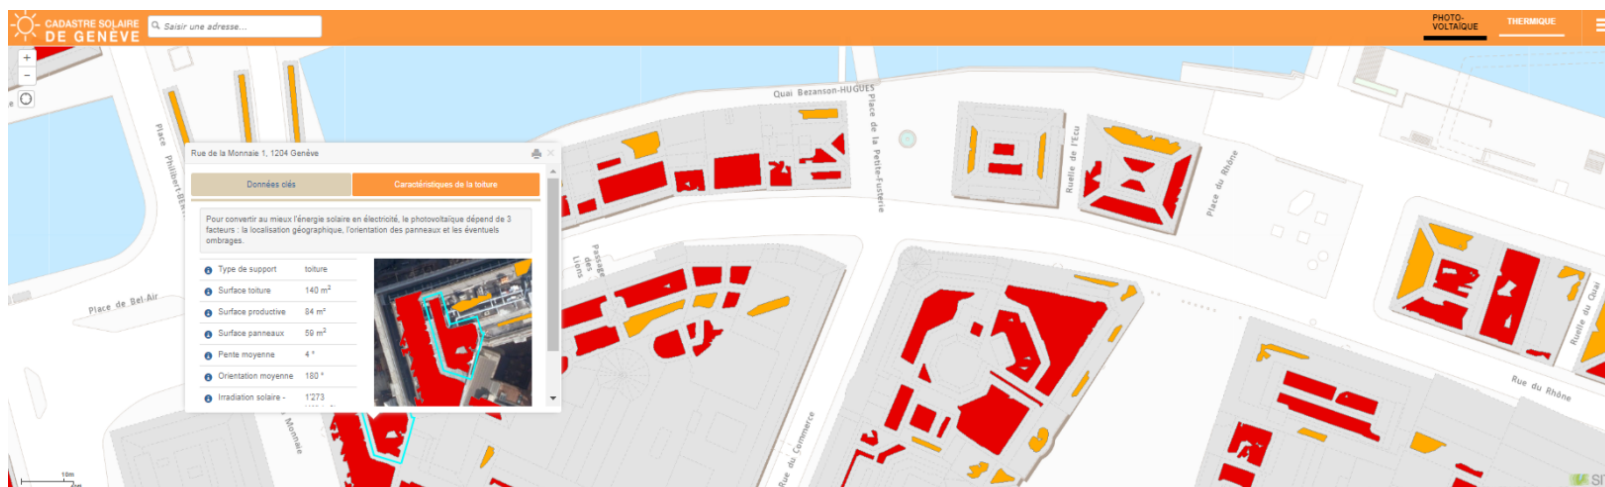 CADASTRE SOLAIRE
DE GENÈVE
Saisir une adresse...
PHOTO-
VOLTAÏQUE
THERMIQUE
+
−
Quai Bezanson-HUGUES
Place de la Petite-Fusterie
Ruelle de l'Ecu
Place du Rhône
Place
Philibert
Rue de la Monnaie 1, 1204 Genève
Données clés
Caractéristiques de la toiture
Pour convertir au mieux l'énergie solaire en électricité, le photovoltaïque dépend de 3
facteurs : la localisation géographique, l'orientation des panneaux et les éventuels
ombrages.
Type de support toiture
Surface toiture 140 m²
Surface productive 84 m²
Surface panneaux 59 m²
Pente moyenne 4 °
Orientation moyenne 180 °
Irradiation solaire - 1'273
Passage
des
Lions
Place de Bel-Air
Ruelle du Quai
Rue du Rhône
Monnaie
Rue du Commerce
10m